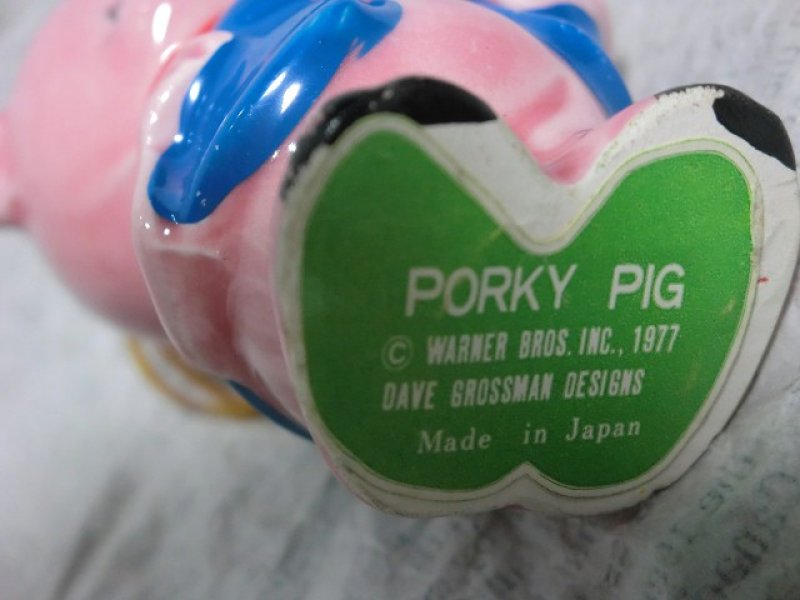 PORKY PIG
© WARNER BROS. INC., 1977
DAVE GROSSMAN DESIGNS
Made in Japan